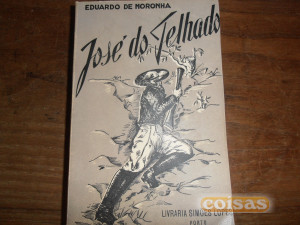 EDUARDO DE NORONHA
José do Telhado
LIVRARIA SIMÕES LOPES
PORTO
coisas